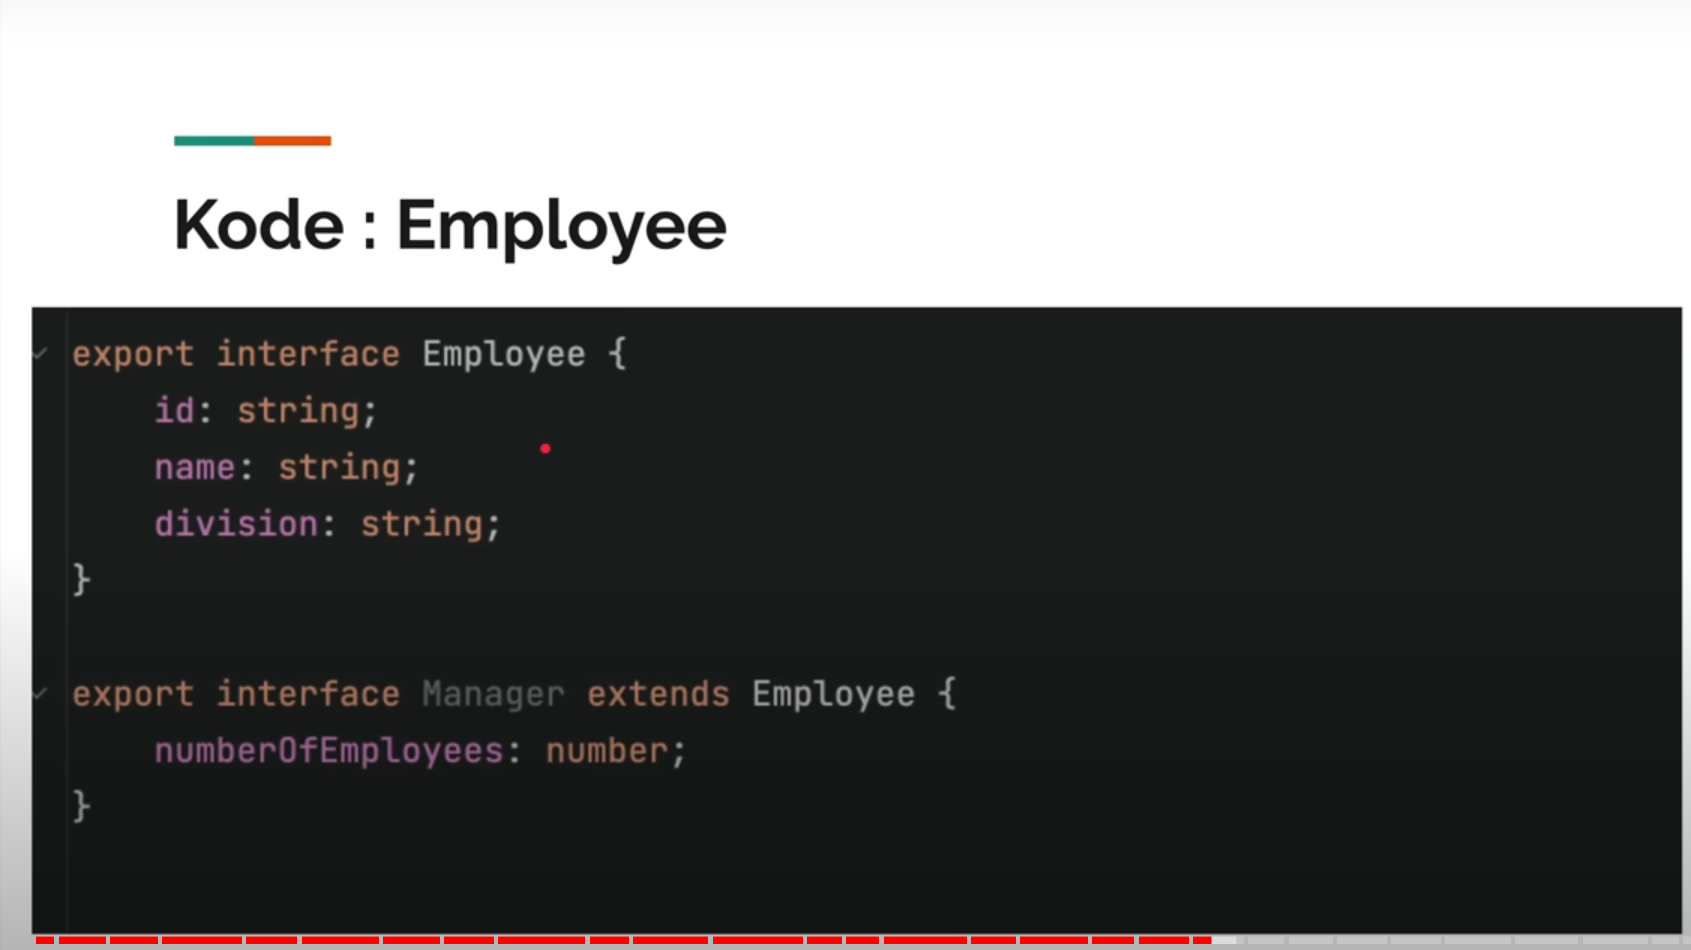 Kode : Employee
export interface Employee {
id: string;
name: string;
division: string;
}
export interface Manager extends Employee {
numberOfEmployees: number;
}